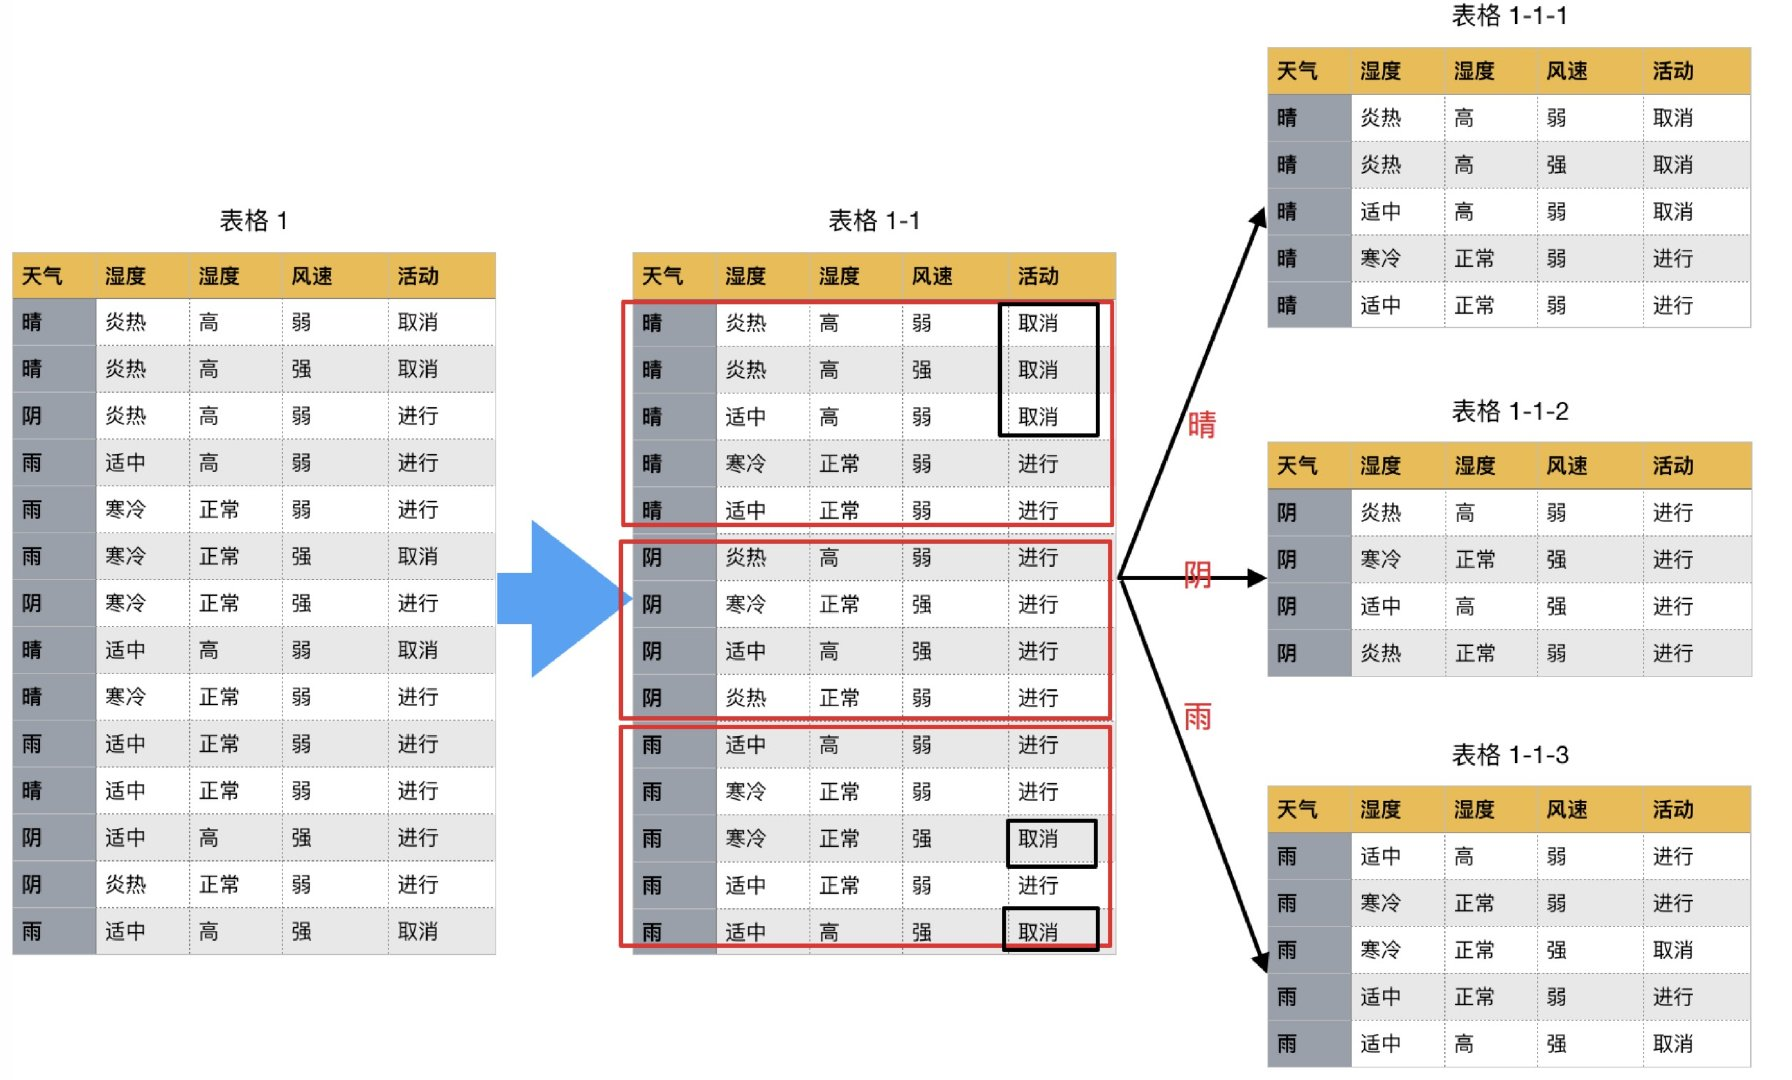 表格 1
天气 湿度 湿度 风速 活动
晴 炎热 高 弱 取消
晴 炎热 高 强 取消
阴 炎热 高 弱 进行
雨 适中 高 弱 进行
雨 寒冷 正常 弱 进行
雨 寒冷 正常 强 取消
阴 寒冷 正常 强 进行
晴 适中 高 弱 取消
晴 寒冷 正常 弱 进行
雨 适中 正常 弱 进行
晴 适中 正常 弱 进行
阴 适中 高 强 进行
阴 炎热 正常 弱 进行
雨 适中 高 强 取消
表格 1-1
天气 湿度 湿度 风速 活动
晴 炎热 高 弱 取消
晴 炎热 高 强 取消
晴 适中 高 弱 取消
晴 寒冷 正常 弱 进行
晴 适中 正常 弱 进行
阴 炎热 高 弱 进行
阴 寒冷 正常 强 进行
阴 适中 高 强 进行
阴 炎热 正常 弱 进行
雨 适中 高 弱 进行
雨 寒冷 正常 弱 进行
雨 寒冷 正常 强 取消
雨 适中 正常 弱 进行
雨 适中 高 强 取消
晴
阴
雨
表格 1-1-1
天气 湿度 湿度 风速 活动
晴 炎热 高 弱 取消
晴 炎热 高 强 取消
晴 适中 高 弱 取消
晴 寒冷 正常 弱 进行
晴 适中 正常 弱 进行
表格 1-1-2
天气 湿度 湿度 风速 活动
阴 炎热 高 弱 进行
阴 寒冷 正常 强 进行
阴 适中 高 强 进行
阴 炎热 正常 弱 进行
表格 1-1-3
天气 湿度 湿度 风速 活动
雨 适中 高 弱 进行
雨 寒冷 正常 弱 进行
雨 寒冷 正常 强 取消
雨 适中 正常 弱 进行
雨 适中 高 强 取消